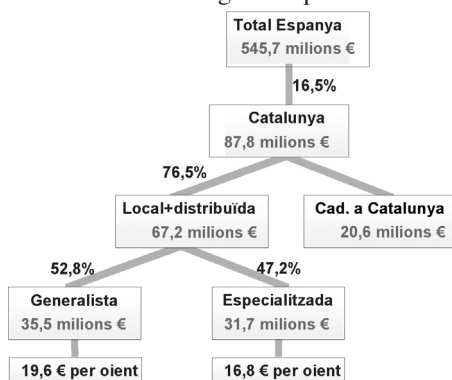 Total Espanya
545,7 milions €
16,5%
Catalunya
87,8 milions €
76,5%
Local+distribuïda
67,2 milions €
Cad. a Catalunya
20,6 milions €
52,8%
47,2%
Generalista
35,5 milions €
Especialitzada
31,7 milions €
19,6 € per oient
16,8 € per oient